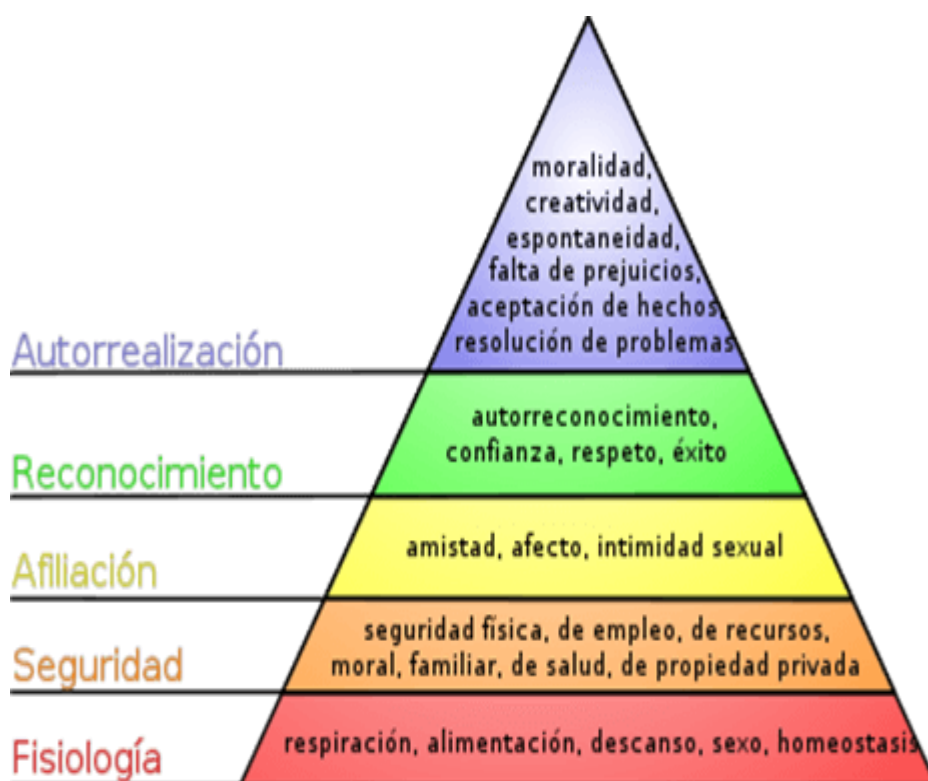 moralidad,
creatividad,
espontaneidad,
falta de prejuicios,
aceptación de hechos,
resolución de problemas
Autorrealización
autorreconocimiento,
confianza, respeto, éxito
Reconocimiento
amistad, afecto, intimidad sexual
Afiliación
seguridad física, de empleo, de recursos,
moral, familiar, de salud, de propiedad privada
Seguridad
respiración, alimentación, descanso, sexo, homeostasis
Fisiología